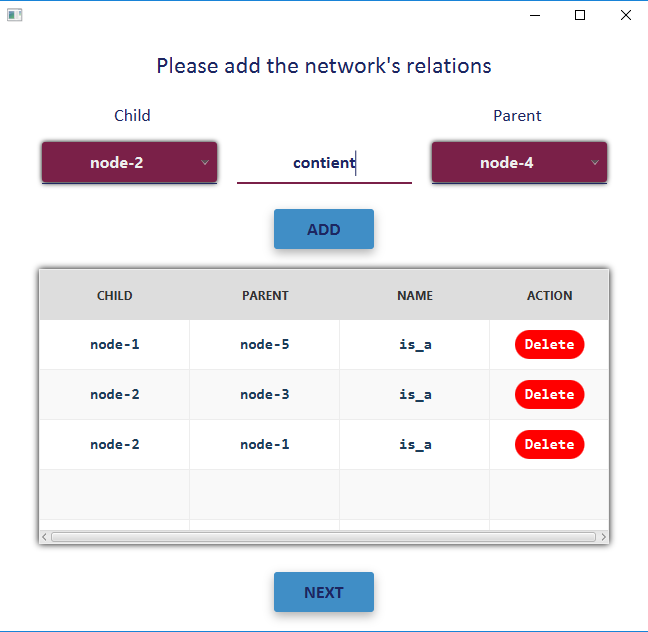 Please add the network's relations
Child Parent
node-2 contient node-4
ADD
CHILD PARENT NAME ACTION
node-1 node-5 is_a Delete
node-2 node-3 is_a Delete
node-2 node-1 is_a Delete
NEXT